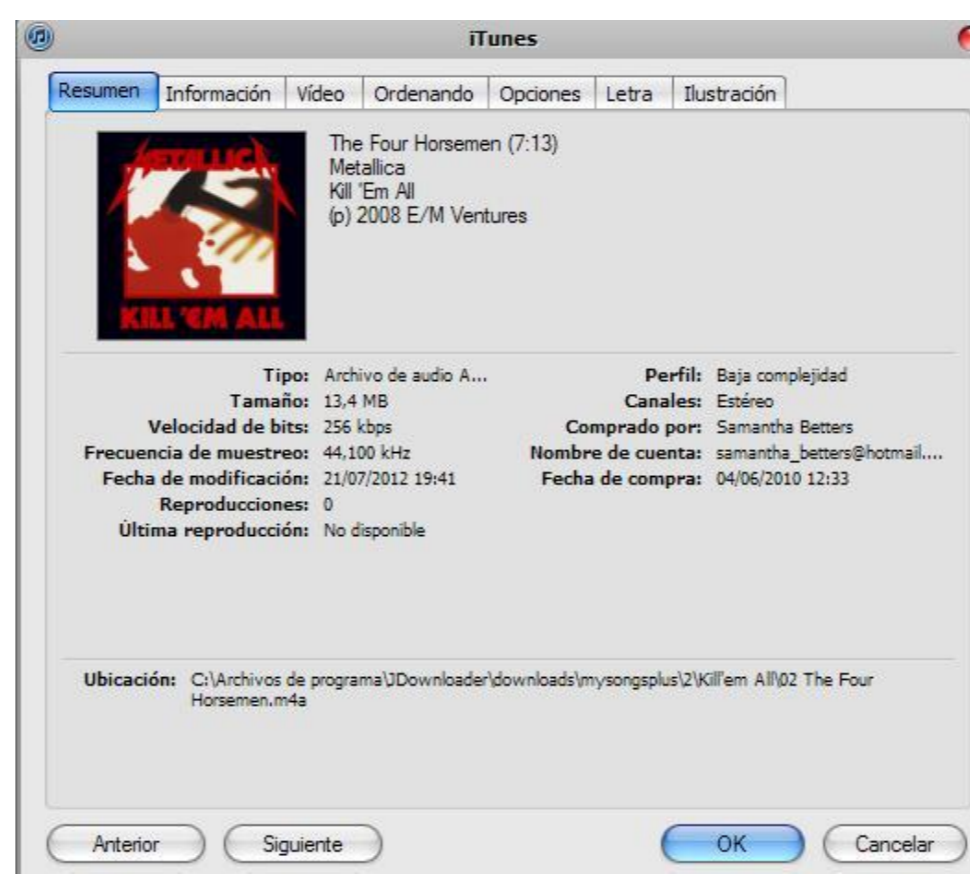 iTunes
Resumen Información Vídeo Ordenando Opciones Letra Ilustración
METALLICA
KILL 'EM ALL
The Four Horsemen (7:13)
Metallica
Kill 'Em All
(p) 2008 E/M Ventures
Tipo: Archivo de audio A...
Tamaño: 13,4 MB
Velocidad de bits: 256 kbps
Frecuencia de muestreo: 44,100 kHz
Fecha de modificación: 21/07/2012 19:41
Reproducciones: 0
Última reproducción: No disponible
Perfil: Baja complejidad
Canales: Estéreo
Comprado por: Samantha Betters
Nombre de cuenta: samantha_betters@hotmail....
Fecha de compra: 04/06/2010 12:33
Ubicación: C:\Archivos de programa\JDownloader\downloads\mysongsplus\2\Kill'em All\02 The Four
Horsemen.m4a
Anterior Siguiente OK Cancelar